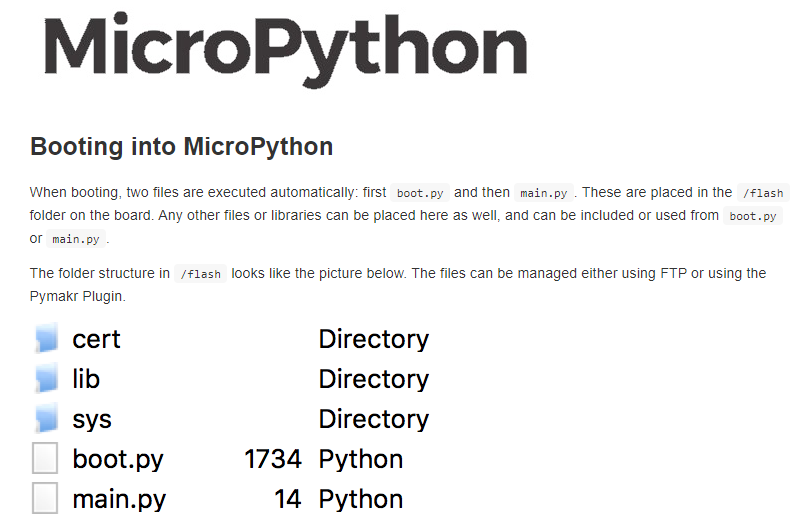 MicroPython
Booting into MicroPython
When booting, two files are executed automatically: first boot.py and then main.py . These are placed in the /flash
folder on the board. Any other files or libraries can be placed here as well, and can be included or used from boot.py
or main.py .
The folder structure in /flash looks like the picture below. The files can be managed either using FTP or using the
Pymakr Plugin.
cert Directory
lib Directory
sys Directory
boot.py 1734 Python
main.py 14 Python